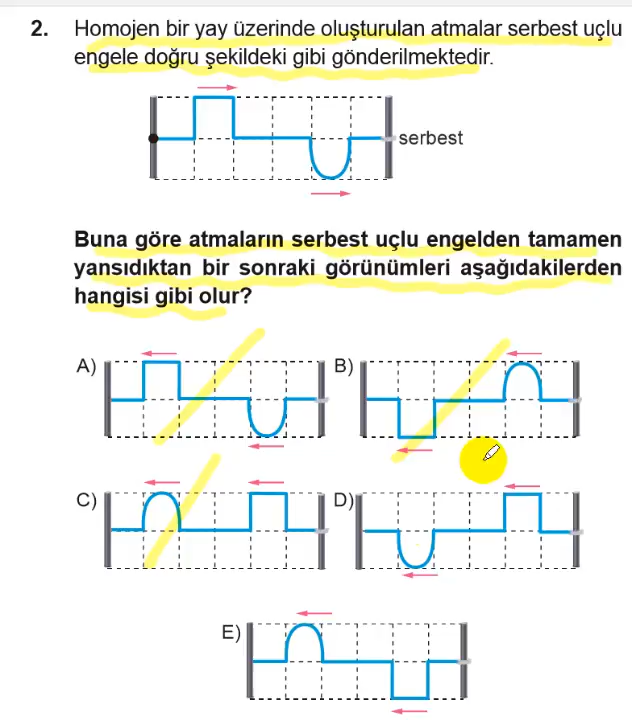 2. Homojen bir yay üzerinde oluşturulan atmalar serbest uçlu
engele doğru şekildeki gibi gönderilmektedir.
serbest
Buna göre atmaların serbest uçlu engelden tamamen
yansıdıktan bir sonraki görünümleri aşağıdakilerden
hangisi gibi olur?
A)
B)
C)
D)
E)